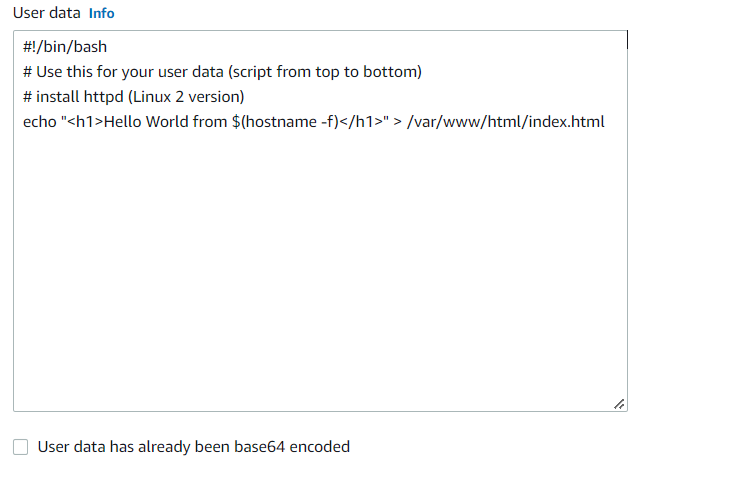 User data Info
#!/bin/bash
# Use this for your user data (script from top to bottom)
# install httpd (Linux 2 version)
echo "<h1>Hello World from $(hostname -f)</h1>" > /var/www/html/index.html
User data has already been base64 encoded